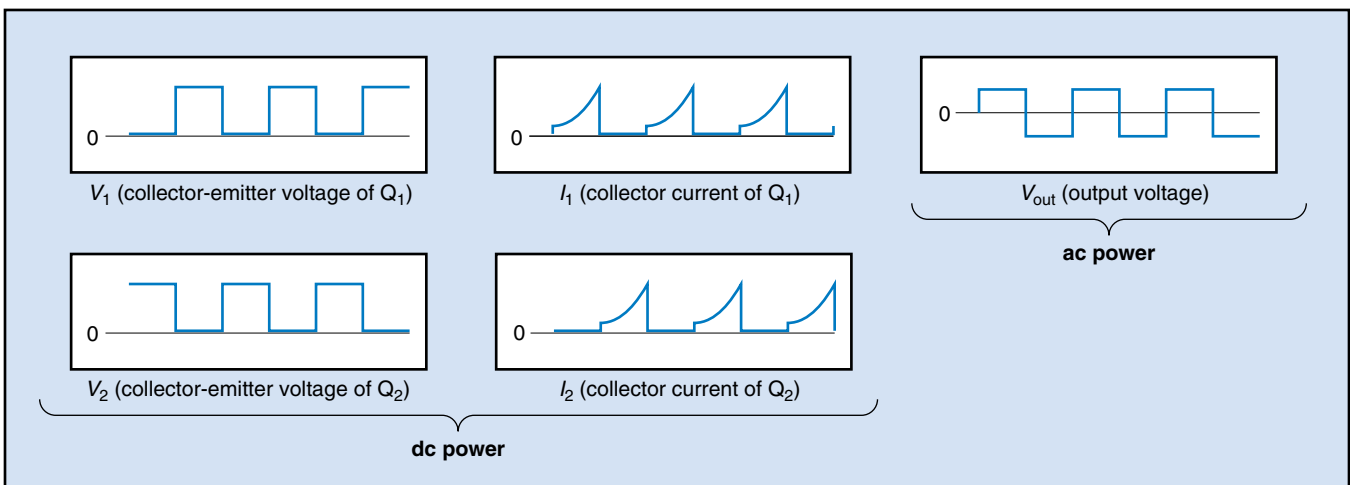 0
V₁ (collector-emitter voltage of Q₁)
0
I₁ (collector current of Q₁)
0
V_out (output voltage)
ac power
0
V₂ (collector-emitter voltage of Q₂)
0
I₂ (collector current of Q₂)
dc power